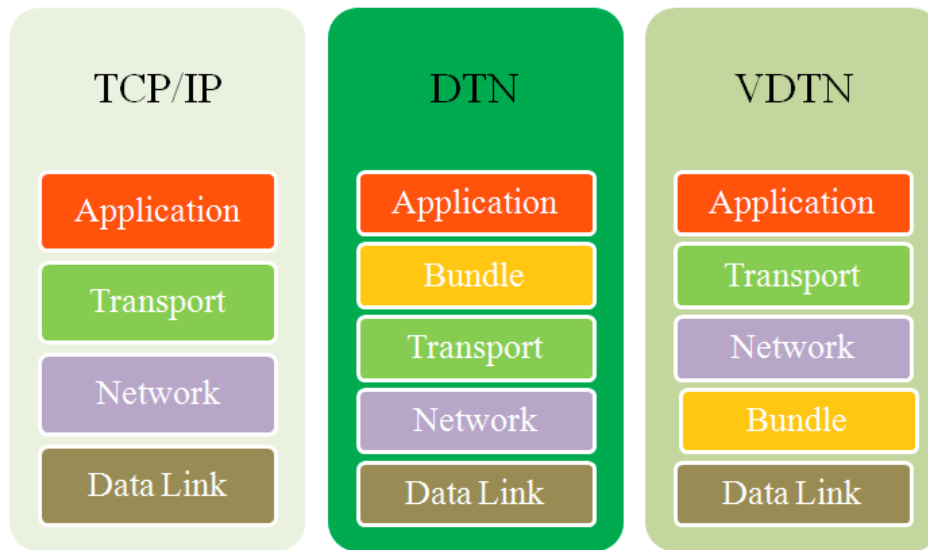 TCP/IP
Application
Transport
Network
Data Link
DTN
Application
Bundle
Transport
Network
Data Link
VDTN
Application
Transport
Network
Bundle
Data Link